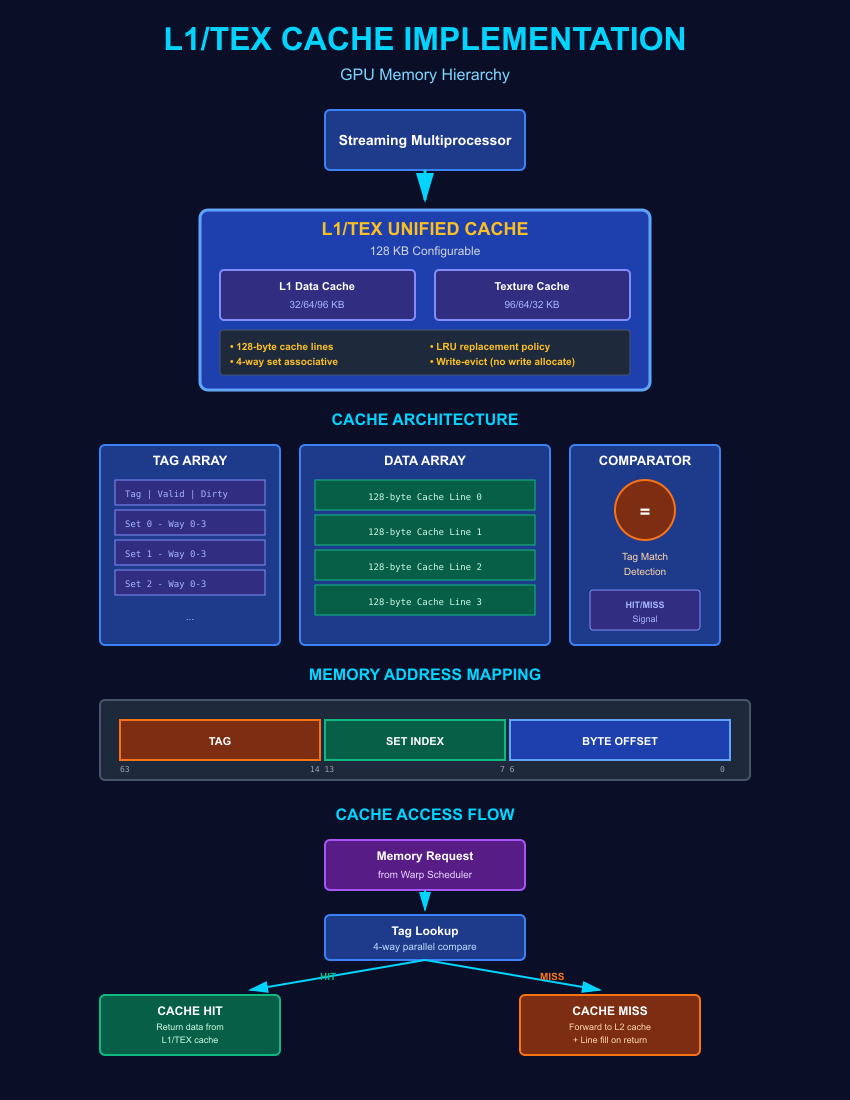 L1/TEX CACHE IMPLEMENTATION
GPU Memory Hierarchy
Streaming Multiprocessor
L1/TEX UNIFIED CACHE
128 KB Configurable
L1 Data Cache
32/64/96 KB
Texture Cache
96/64/32 KB
• 128-byte cache lines
• 4-way set associative
• LRU replacement policy
• Write-evict (no write allocate)
CACHE ARCHITECTURE
TAG ARRAY
Tag | Valid | Dirty
Set 0 - Way 0-3
Set 1 - Way 0-3
Set 2 - Way 0-3
...
DATA ARRAY
128-byte Cache Line 0
128-byte Cache Line 1
128-byte Cache Line 2
128-byte Cache Line 3
COMPARATOR
=
Tag Match
Detection
HIT/MISS
Signal
MEMORY ADDRESS MAPPING
TAG SET INDEX BYTE OFFSET
63 14 13 7 6 0
CACHE ACCESS FLOW
Memory Request
from Warp Scheduler
Tag Lookup
4-way parallel compare
HIT
MISS
CACHE HIT
Return data from
L1/TEX cache
CACHE MISS
Forward to L2 cache
+ Line fill on return